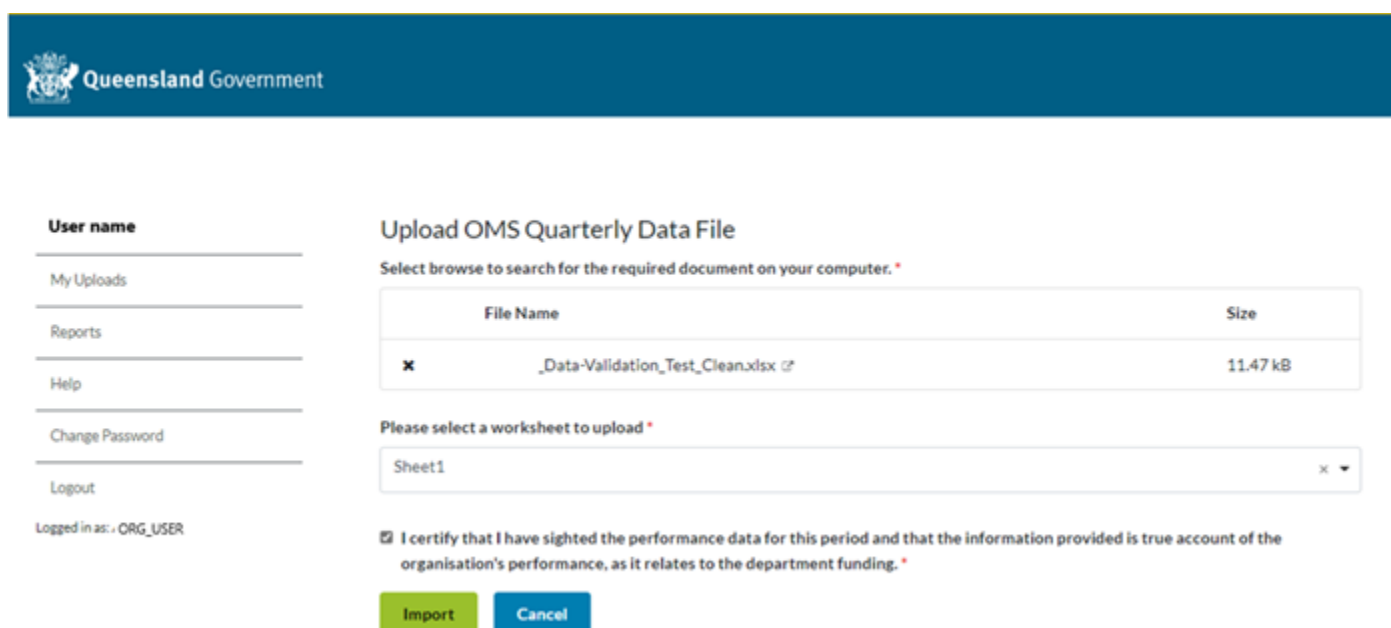 Queensland Government
User name
My Uploads
Reports
Help
Change Password
Logout
Logged in as: . ORG_USER
Upload OMS Quarterly Data File
Select browse to search for the required document on your computer. *
File Name Size
_Data-Validation_Test_Clean.xlsx 11.47 kB
Please select a worksheet to upload *
Sheet1
I certify that I have sighted the performance data for this period and that the information provided is true account of the
organisation's performance, as it relates to the department funding. *
Import Cancel